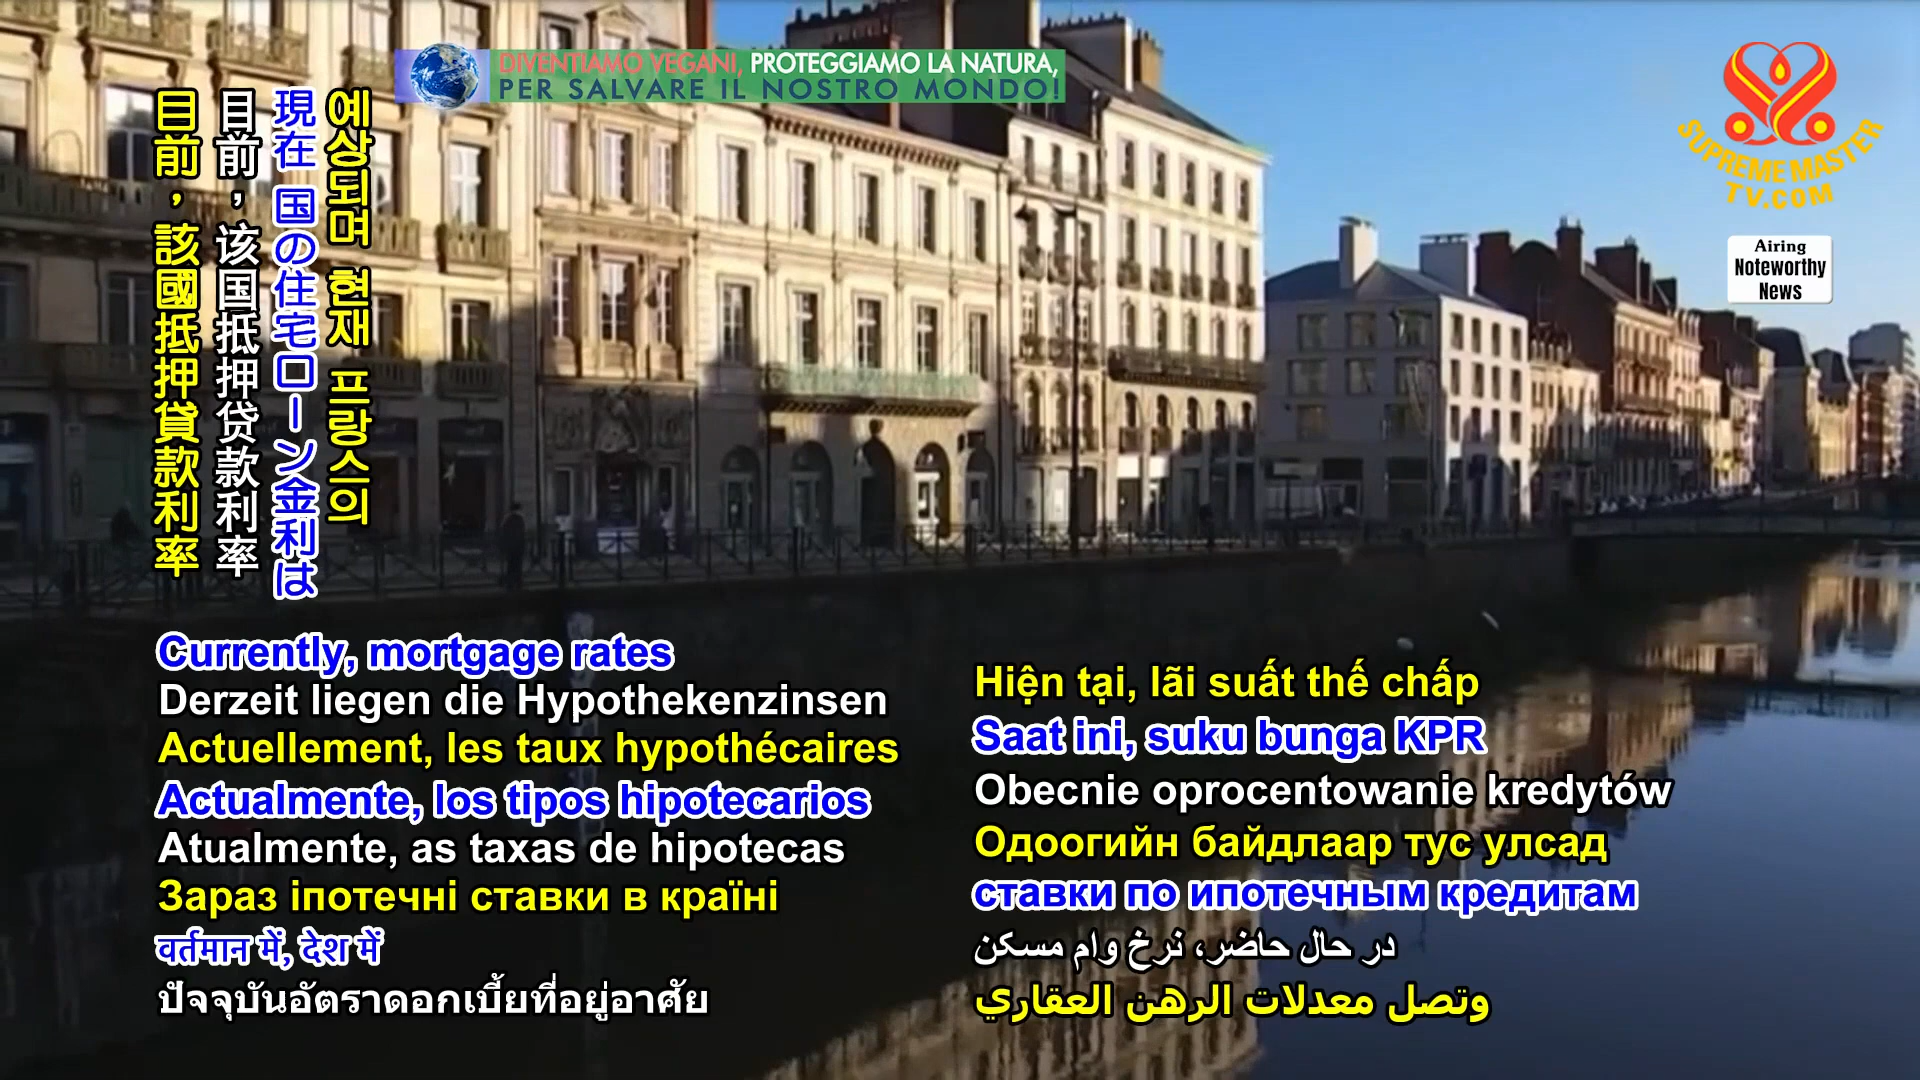 DIVENTIAMO VEGANI, PROTEGGIAMO LA NATURA,
PER SALVARE IL NOSTRO MONDO!
SUPREME MASTER
TV.COM
Airing
Noteworthy
News
예상되며 현재 프랑스의
現在 国の住宅ローン金利は
目前，该国抵押贷款利率
目前，該國抵押貸款利率
Currently, mortgage rates
Derzeit liegen die Hypothekenzinsen
Actuellement, les taux hypothécaires
Actualmente, los tipos hipotecarios
Atualmente, as taxas de hipotecas
Зараз іпотечні ставки в країні
वर्तमान में, देश में
ปัจจุบันอัตราดอกเบี้ยที่อยู่อาศัย
Hiện tại, lãi suất thế chấp
Saat ini, suku bunga KPR
Obecnie oprocentowanie kredytów
Одоогийн байдлаар тус улсад
ставки по ипотечным кредитам
در حال حاضر، نرخ وام مسکن
وتصل معدلات الرهن العقاري